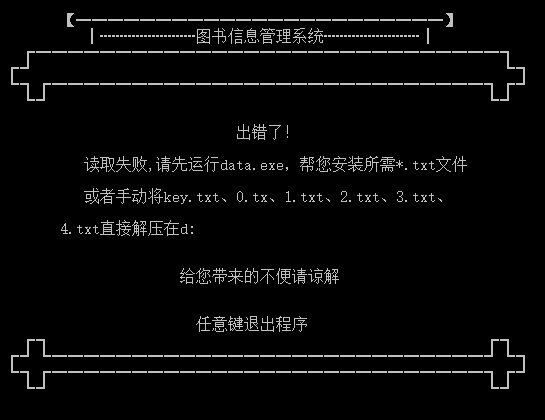 图书信息管理系统
出错了!
读取失败,请先运行data.exe，帮您安装所需*.txt文件
或者手动将key.txt、0.tx、1.txt、2.txt、3.txt、
4.txt直接解压在d:
给您带来的不便请谅解
任意键退出程序